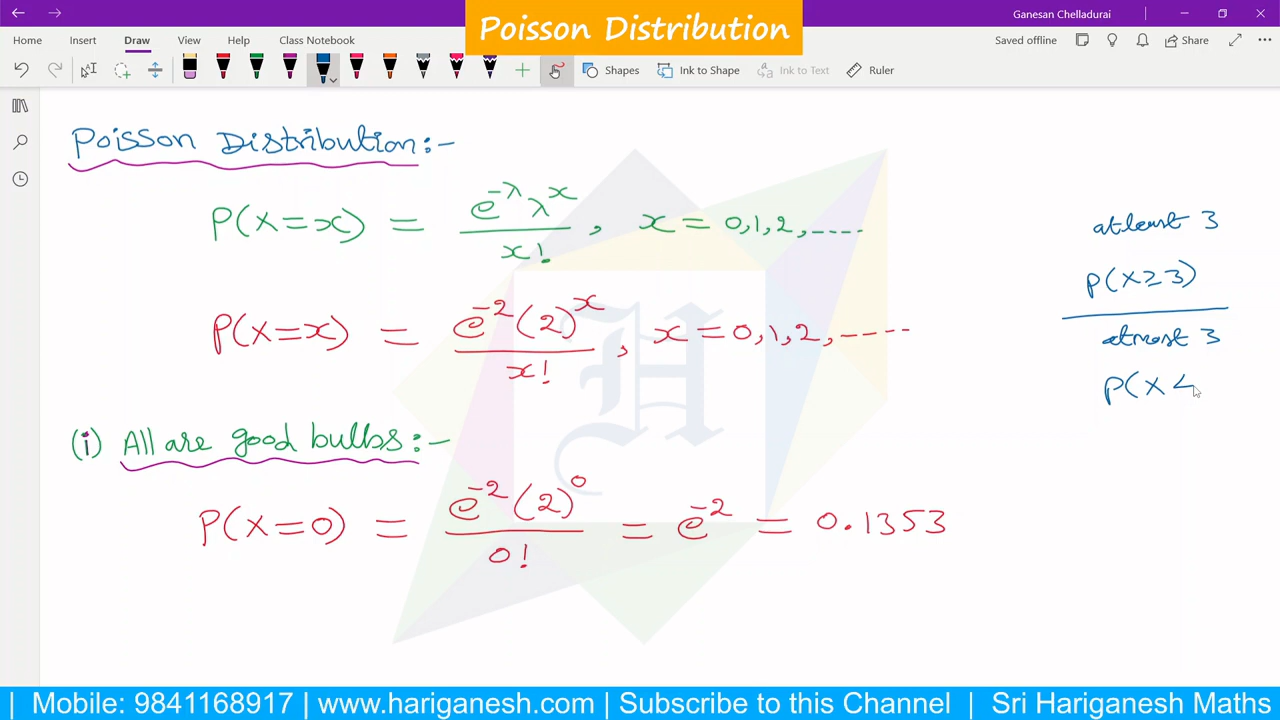 Poisson Distribution
Ganesan Chelladurai
Home Insert Draw View Help Class Notebook
Saved offline
Share
Shapes
Ink to Shape
Ink to Text
Ruler
Poisson Distribution:-
P(X=x) = e^{-λ} λ^x / x! , x = 0,1,2,....
P(X=x) = e^{-2} (2)^x / x! , x = 0,1,2,-----
(i) All are good bulbs:-
P(X=0) = e^{-2} (2)^0 / 0! = e^{-2} = 0.1353
atleast 3
P(X≥3)
atmost 3
P(X<
H
| Mobile: 9841168917 | www.hariganesh.com | Subscribe to this Channel | Sri Hariganesh Maths